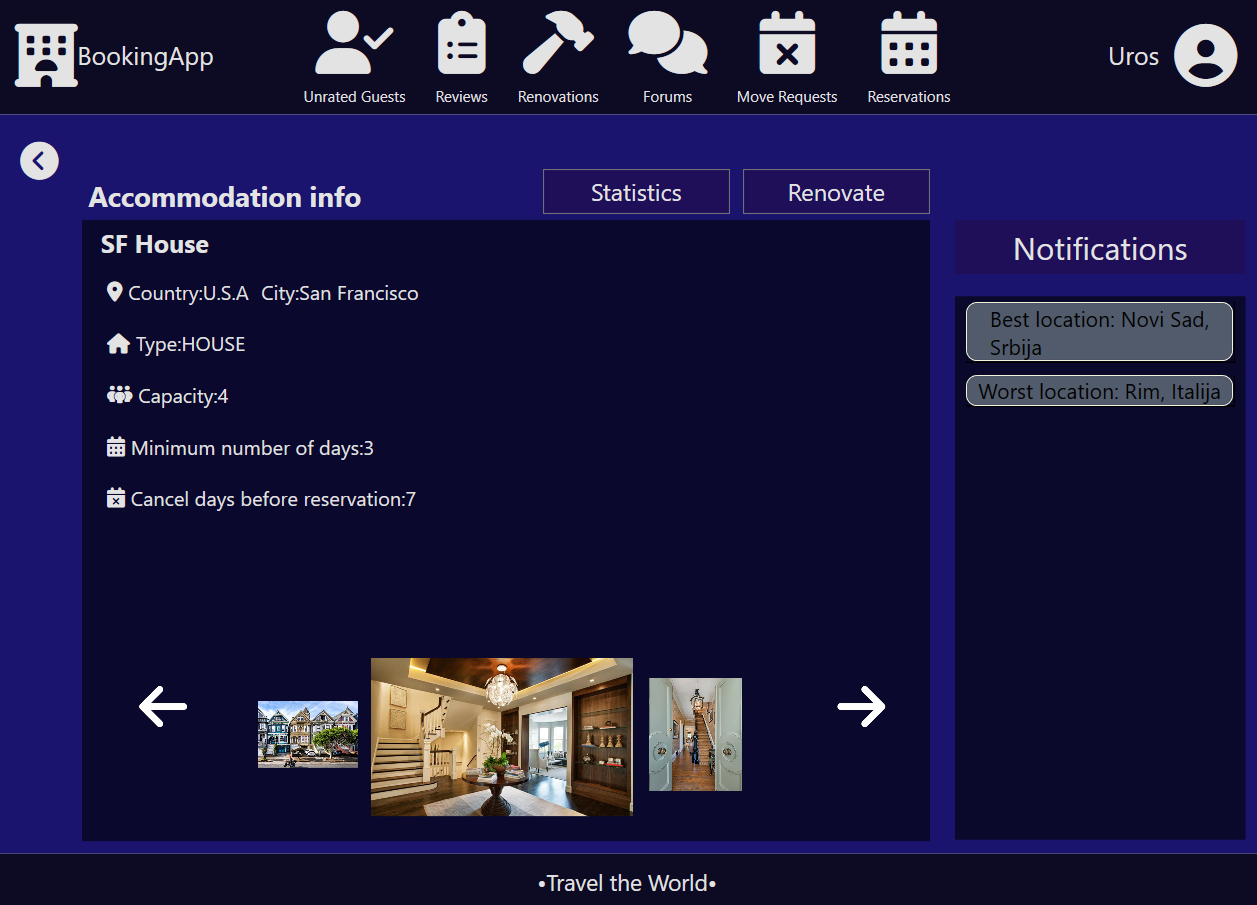 BookingApp
Unrated Guests
Reviews
Renovations
Forums
Move Requests
Reservations
Uros
Accommodation info
Statistics
Renovate
SF House
Country:U.S.A City:San Francisco
Type:HOUSE
Capacity:4
Minimum number of days:3
Cancel days before reservation:7
Notifications
Best location: Novi Sad,
Srbija
Worst location: Rim, Italija
•Travel the World•